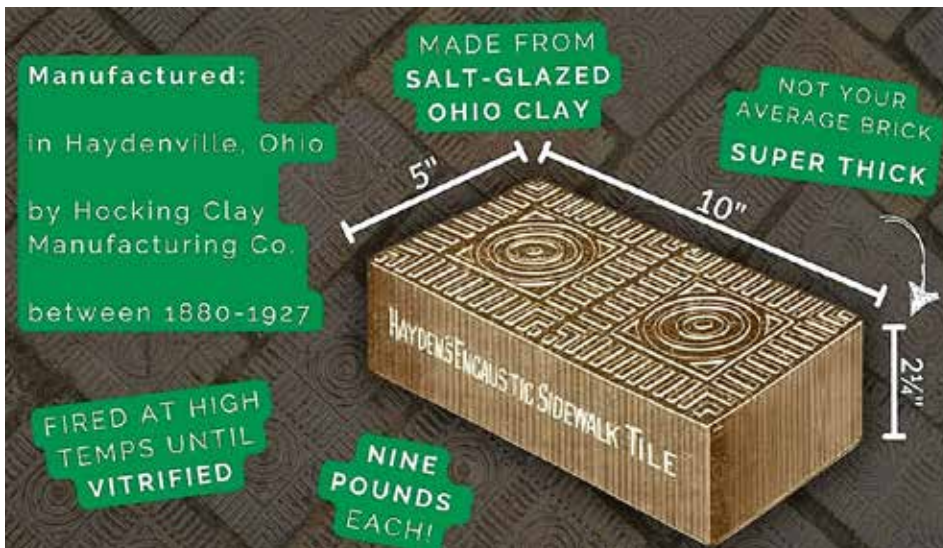 Manufactured:
in Haydenville, Ohio
by Hocking Clay
Manufacturing Co.
between 1880-1927
MADE FROM
SALT-GLAZED
OHIO CLAY
NOT YOUR
AVERAGE BRICK
SUPER THICK
5"
10"
2¼"
HAYDEN'S ENCAUSTIC SIDEWALK TILE
FIRED AT HIGH
TEMPS UNTIL
VITRIFIED
NINE
POUNDS
EACH!